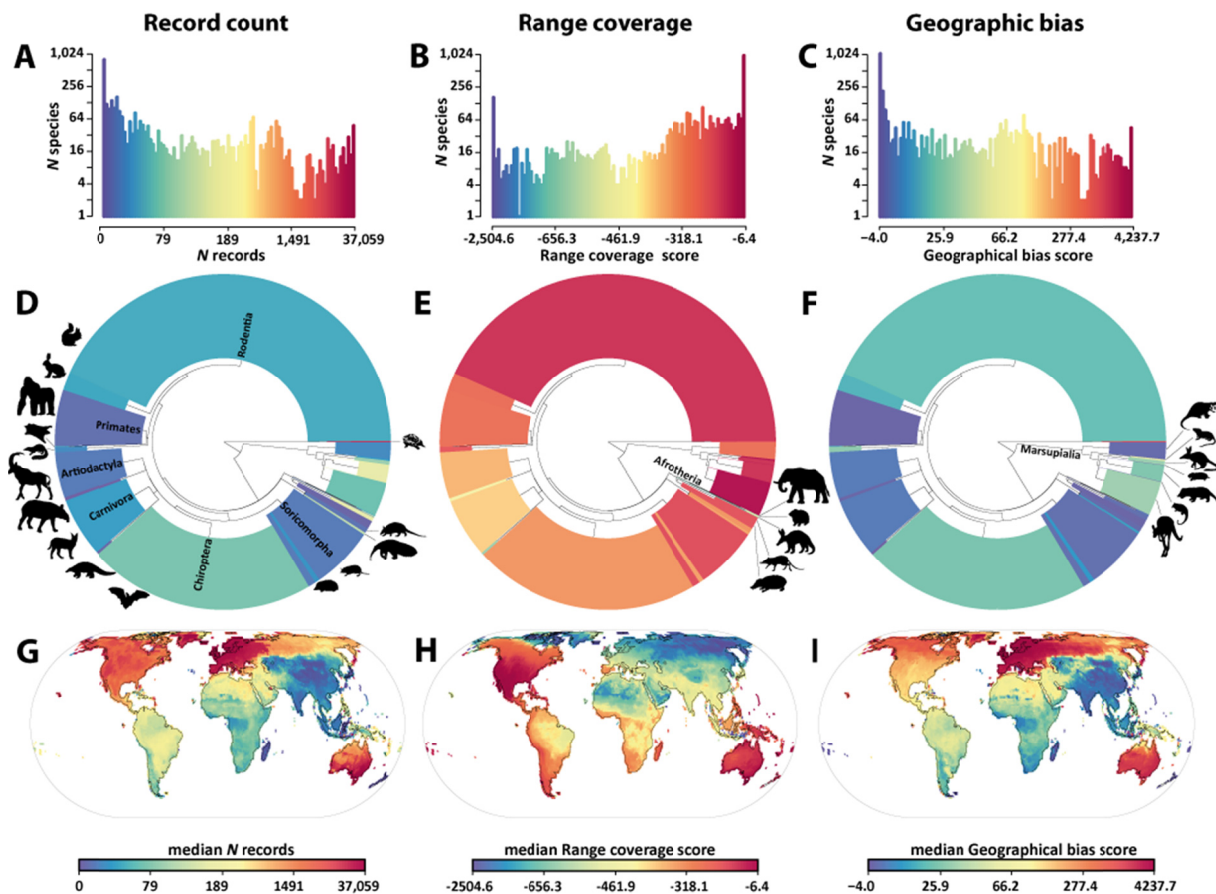 Record count
Range coverage
Geographic bias
A
1,024
256
64
16
4
1
N species
0
79
189
1,491
37,059
N records
B
1,024
256
64
16
4
1
N species
-2,504.6
-656.3
-461.9
-318.1
-6.4
Range coverage score
C
1,024
256
64
16
4
1
N species
-4.0
25.9
66.2
277.4
4,237.7
Geographical bias score
D
Rodentia
Primates
Artiodactyla
Carnivora
Chiroptera
Soricomorpha
E
Afrotheria
F
Marsupialia
G
H
I
median N records
0
79
189
1491
37,059
median Range coverage score
-2504.6
-556.3
-461.9
-318.1
-6.4
median Geographical bias score
−4.0
25.9
66.2
277.4
4237.7